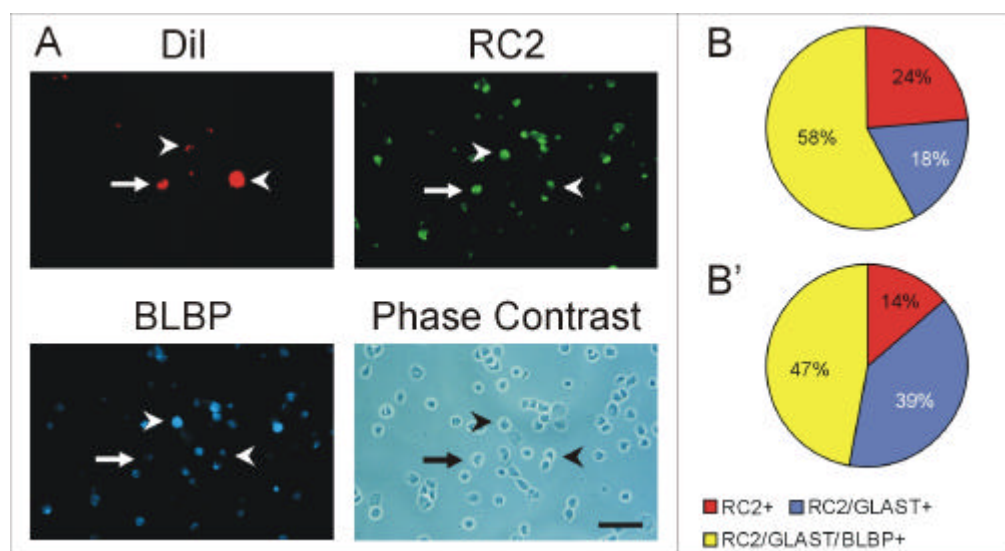 A
DiI
RC2
BLBP
Phase Contrast
B
24%
18%
58%
B'
14%
39%
47%
RC2+ RC2/GLAST+
RC2/GLAST/BLBP+